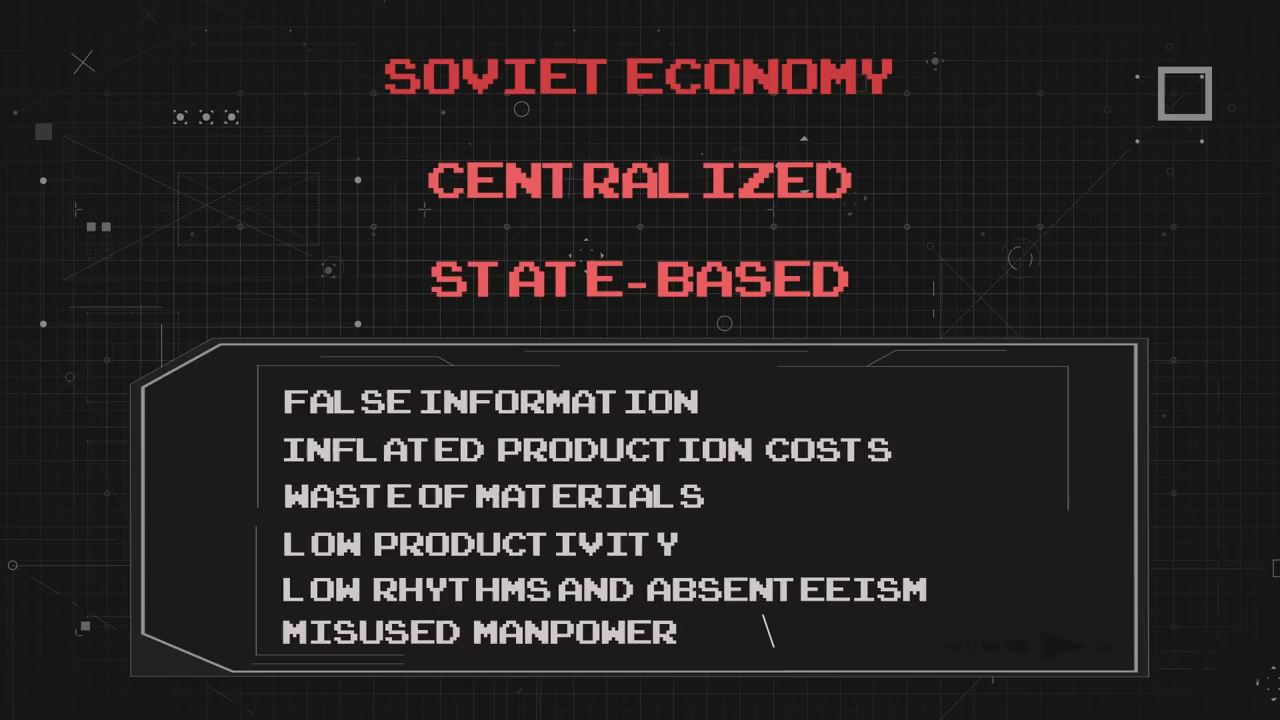 SOVIET ECONOMY
CENTRALIZED
STATE-BASED
FALSE INFORMATION
INFLATED PRODUCTION COSTS
WASTE OF MATERIALS
LOW PRODUCTIVITY
LOW RHYTHMS AND ABSENTEEISM
MISUSED MANPOWER